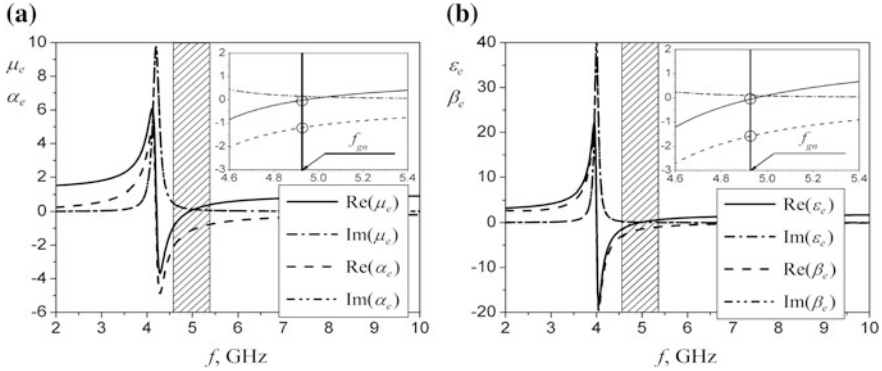 (a)
μe
αe
10
8
6
4
2
0
-2
-4
-6
2 3 4 5 6 7 8 9 10
f, GHz
2
1
0
-1
-2
-3
4.6 4.8 5.0 5.2 5.4
fgn
Re(μe)
Im(μe)
Re(αe)
Im(αe)
(b)
εe
βe
40
30
20
10
0
-10
-20
2 3 4 5 6 7 8 9 10
f, GHz
2
1
0
-1
-2
-3
4.6 4.8 5.0 5.2 5.4
fgn
Re(εe)
Im(εe)
Re(βe)
Im(βe)